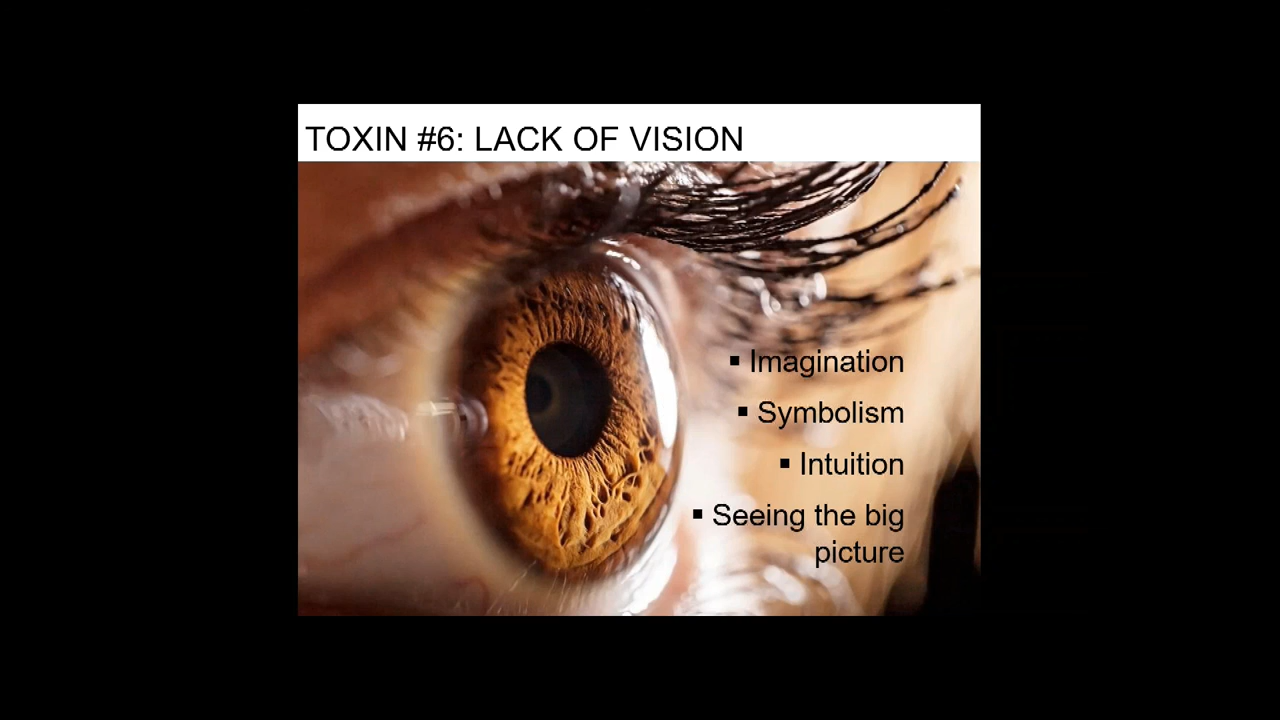 TOXIN #6: LACK OF VISION
▪ Imagination
▪ Symbolism
▪ Intuition
▪ Seeing the big
picture